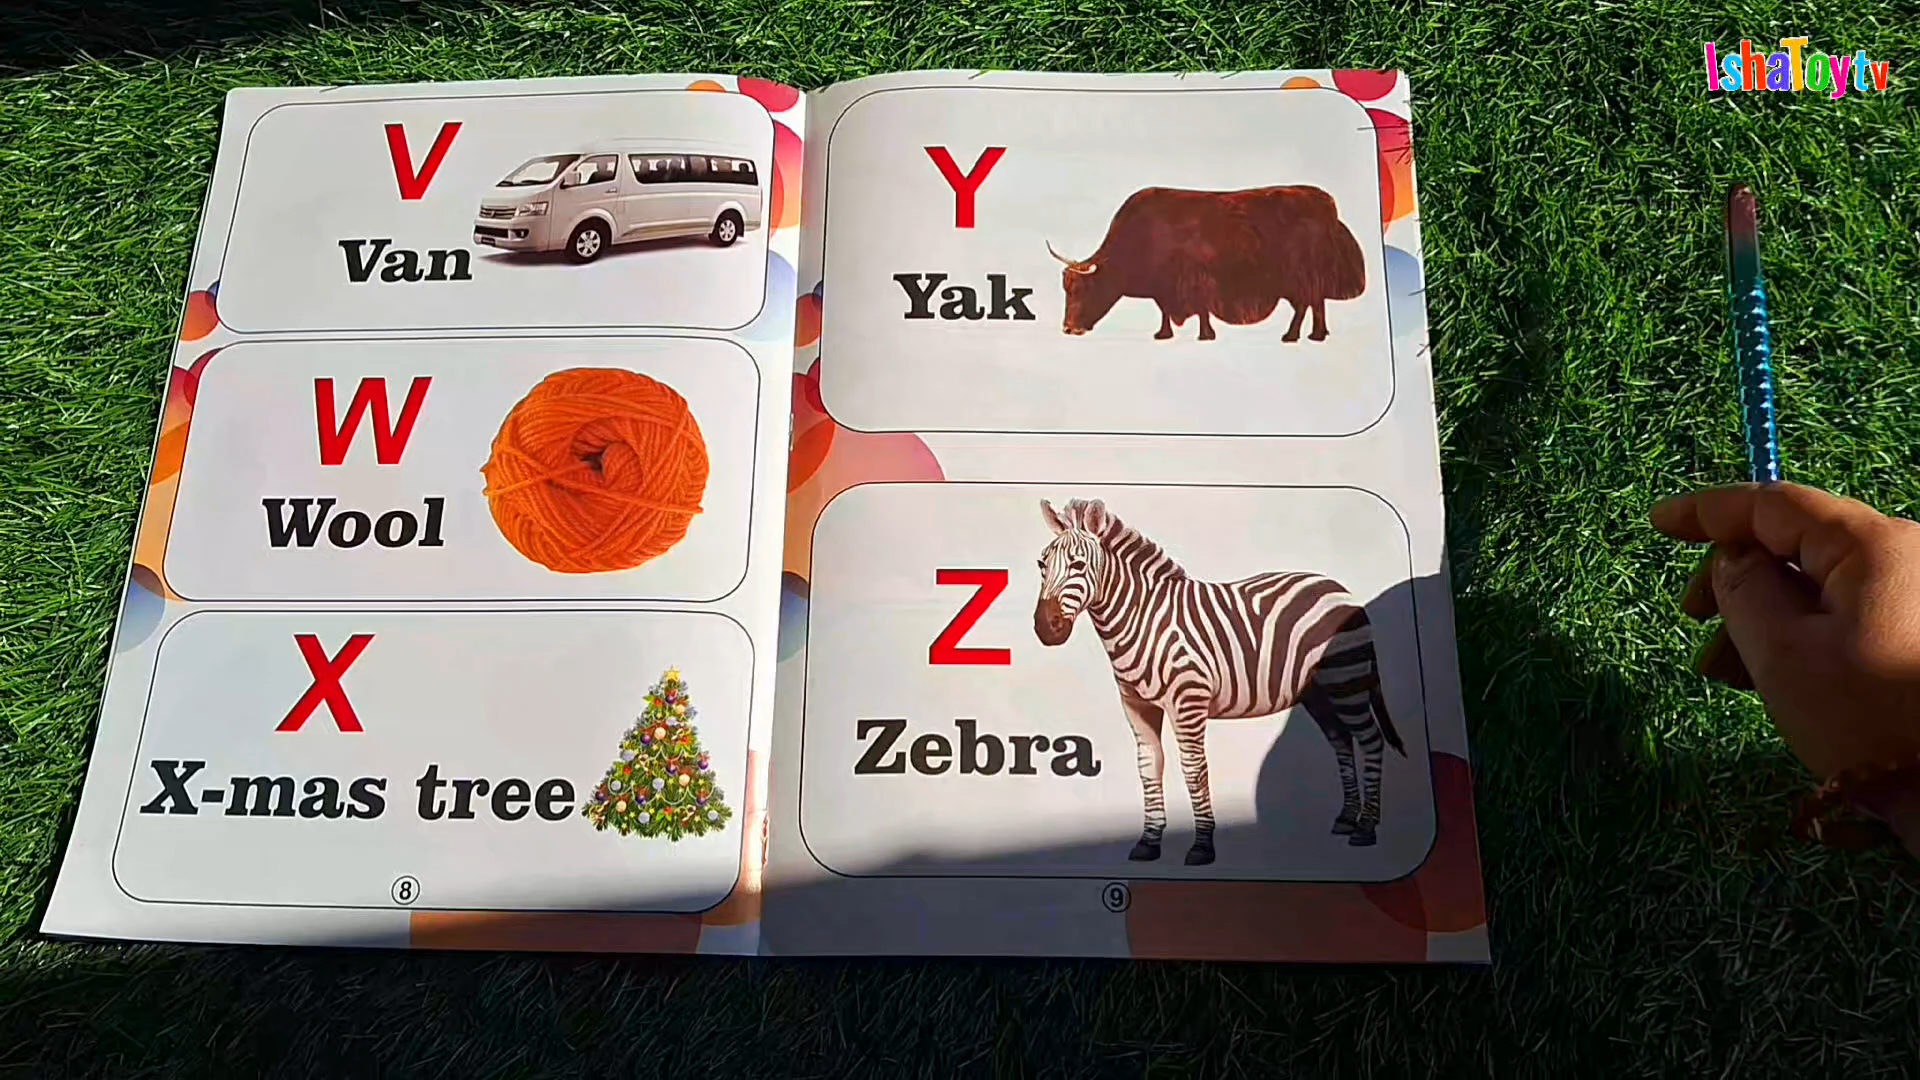 IshaToytv
V
Van
W
Wool
X
X-mas tree
8
Y
Yak
Z
Zebra
9